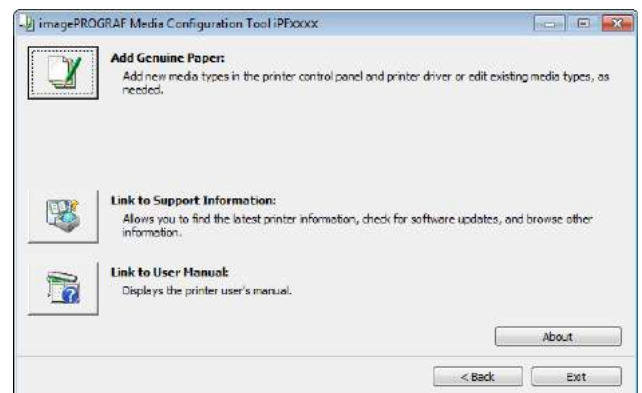 imagePROGRAF Media Configuration Tool iPFxxxx
Add Genuine Paper:
Add new media types in the printer control panel and printer driver or edit existing media types, as
needed.
Link to Support Information:
Allows you to find the latest printer information, check for software updates, and browse other
information.
Link to User Manual:
Displays the printer user's manual.
About
< Back
Exit